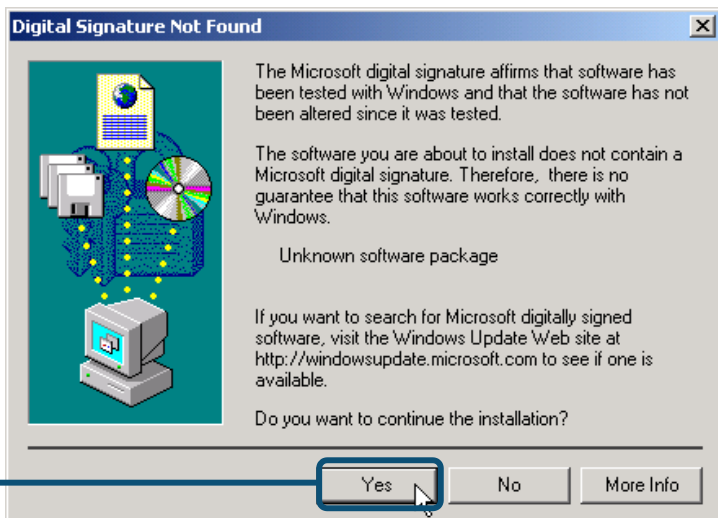 Digital Signature Not Found
The Microsoft digital signature affirms that software has
been tested with Windows and that the software has not
been altered since it was tested.
The software you are about to install does not contain a
Microsoft digital signature. Therefore, there is no
guarantee that this software works correctly with
Windows.
Unknown software package
If you want to search for Microsoft digitally signed
software, visit the Windows Update Web site at
http://windowsupdate.microsoft.com to see if one is
available.
Do you want to continue the installation?
Yes No More Info